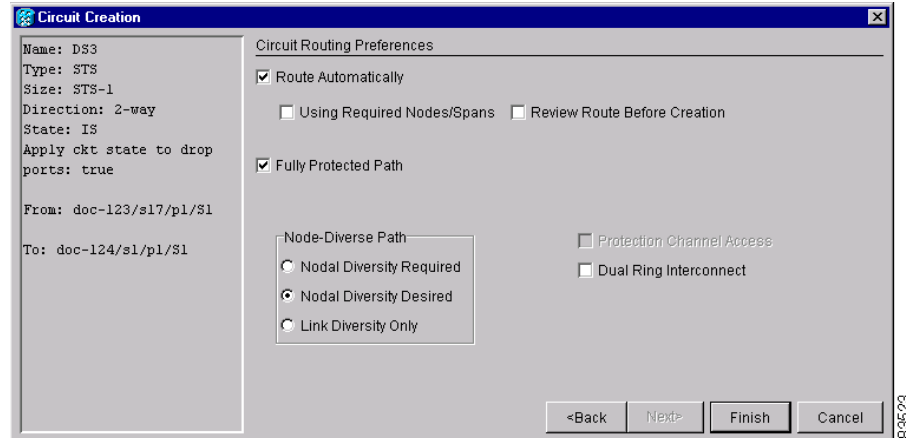 Circuit Creation
Name: DS3
Type: STS
Size: STS-1
Direction: 2-way
State: IS
Apply ckt state to drop
ports: true
From: doc-123/s17/p1/S1
To: doc-124/s1/p1/S1
Circuit Routing Preferences
Route Automatically
Using Required Nodes/Spans
Review Route Before Creation
Fully Protected Path
Node-Diverse Path
Nodal Diversity Required
Nodal Diversity Desired
Link Diversity Only
Protection Channel Access
Dual Ring Interconnect
<Back
Next>
Finish
Cancel
83523